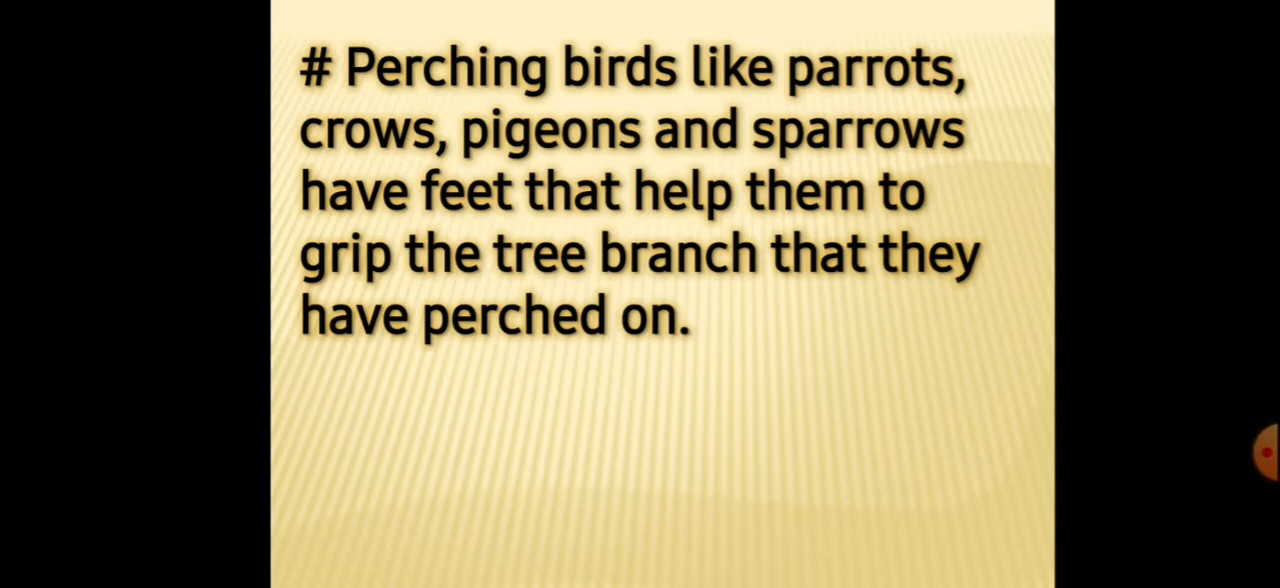 # Perching birds like parrots,
crows, pigeons and sparrows
have feet that help them to
grip the tree branch that they
have perched on.